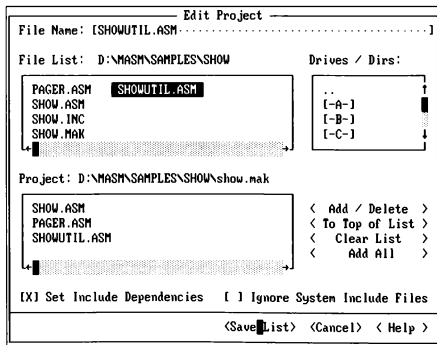 Edit Project
File Name: [SHOWUTIL.ASM·································]
File List: D:\MASM\SAMPLES\SHOW Drives / Dirs:
PAGER.ASM SHOWUTIL.ASM ..
SHOW.ASM [-A-]
SHOW.INC [-B-]
SHOW.MAK [-C-]
Project: D:\MASM\SAMPLES\SHOW\show.mak
SHOW.ASM < Add / Delete >
PAGER.ASM < To Top of List >
SHOWUTIL.ASM < Clear List >
< Add All >
[X] Set Include Dependencies [ ] Ignore System Include Files
<Save List> <Cancel> < Help >